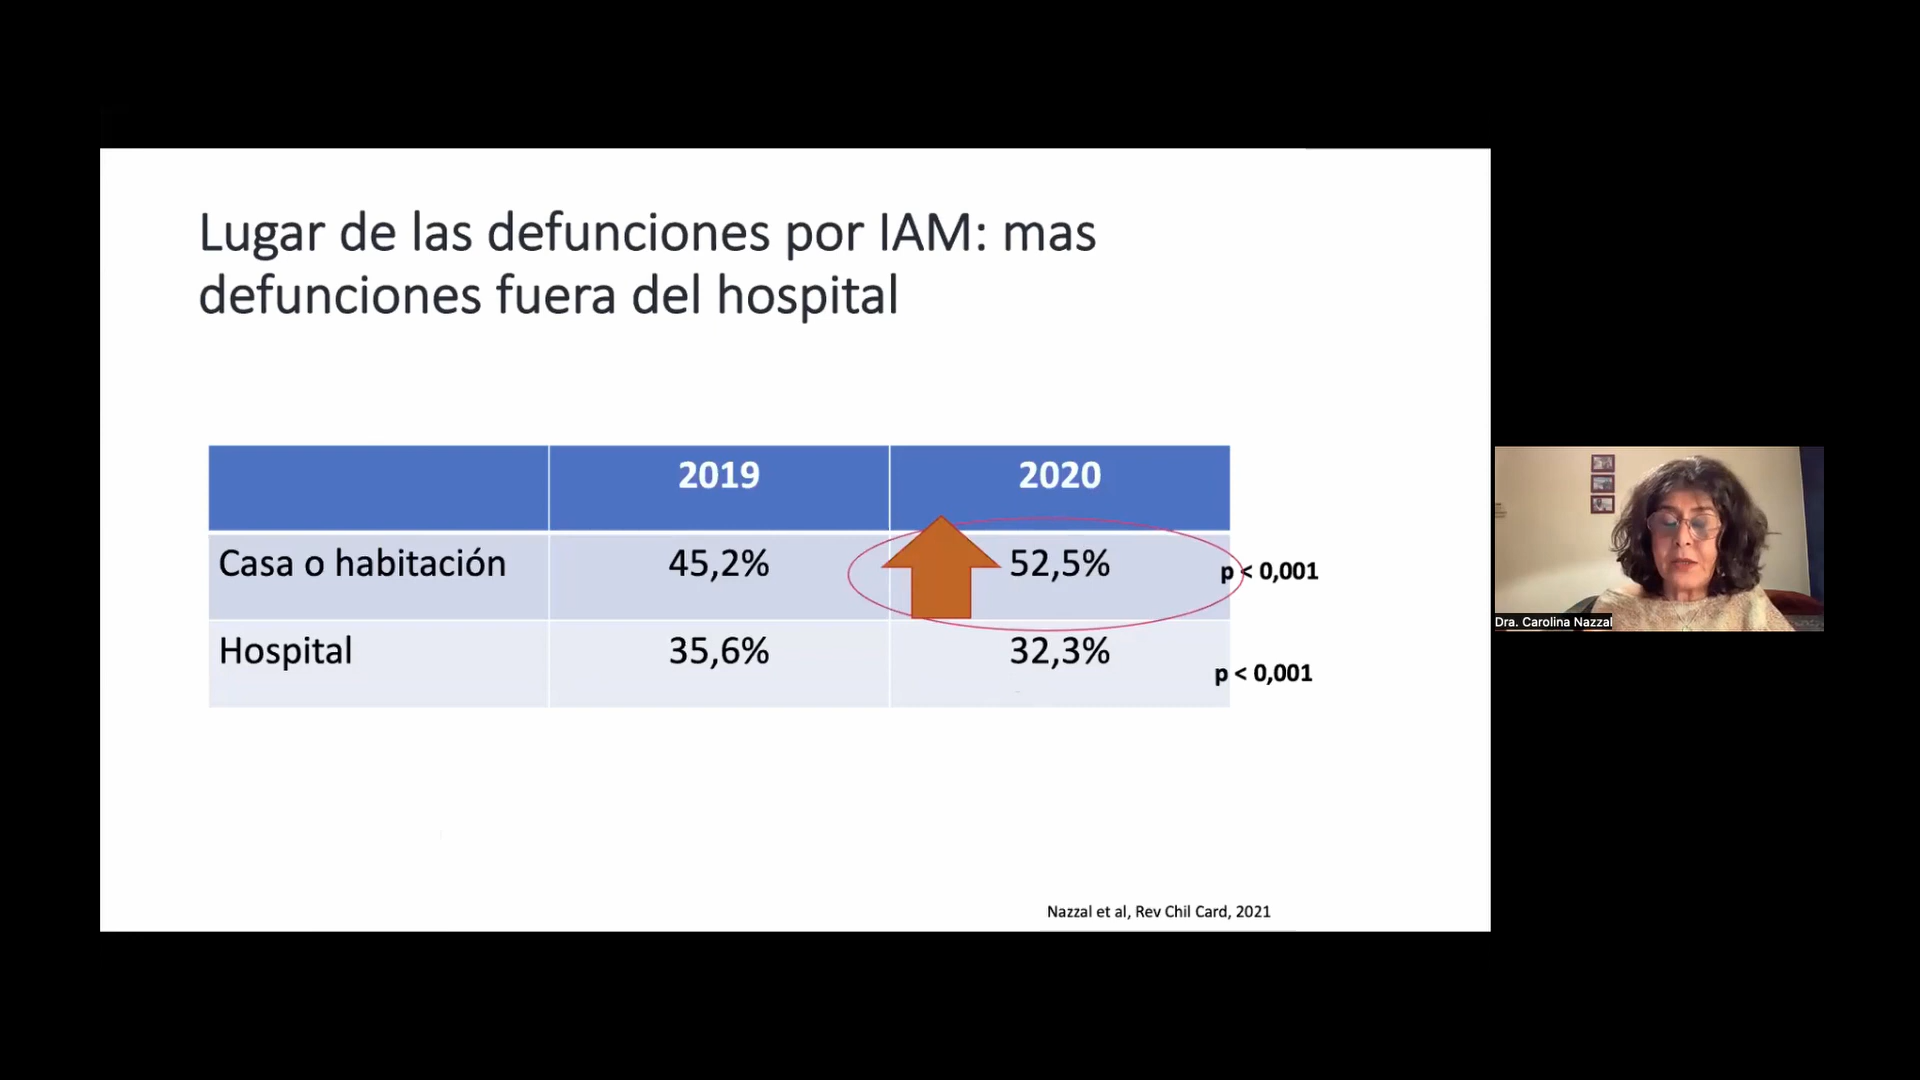 Lugar de las defunciones por IAM: mas
defunciones fuera del hospital
2019 2020
Casa o habitación 45,2% 52,5% p < 0,001
Hospital 35,6% 32,3% p < 0,001
Nazzal et al, Rev Chil Card, 2021
Dra. Carolina Nazzal